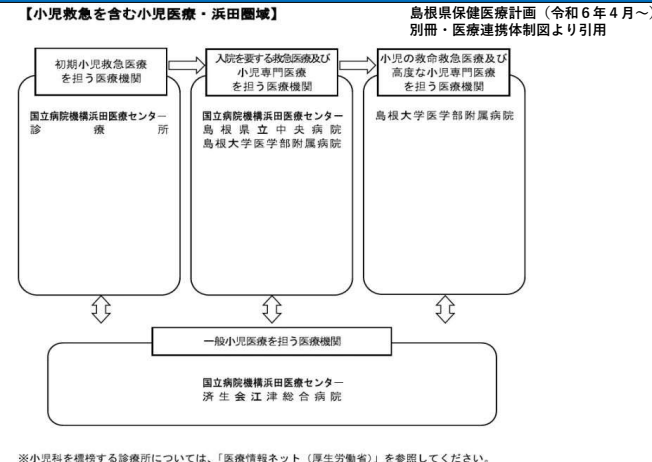 【小児救急を含む小児医療・浜田圏域】
島根県保健医療計画（令和６年４月～）
別冊・医療連携体制図より引用
初期小児救急医療
を担う医療機関
入院を要する救急医療及び
小児専門医療
を担う医療機関
小児の救命救急医療及び
高度な小児専門医療
を担う医療機関
国立病院機構浜田医療センター
診療所
国立病院機構浜田医療センター
島根県立中央病院
島根大学医学部附属病院
島根大学医学部附属病院
一般小児医療を担う医療機関
国立病院機構浜田医療センター
済生会江津総合病院
※小児科を標榜する診療所については、「医療情報ネット（厚生労働省）」を参照してください。